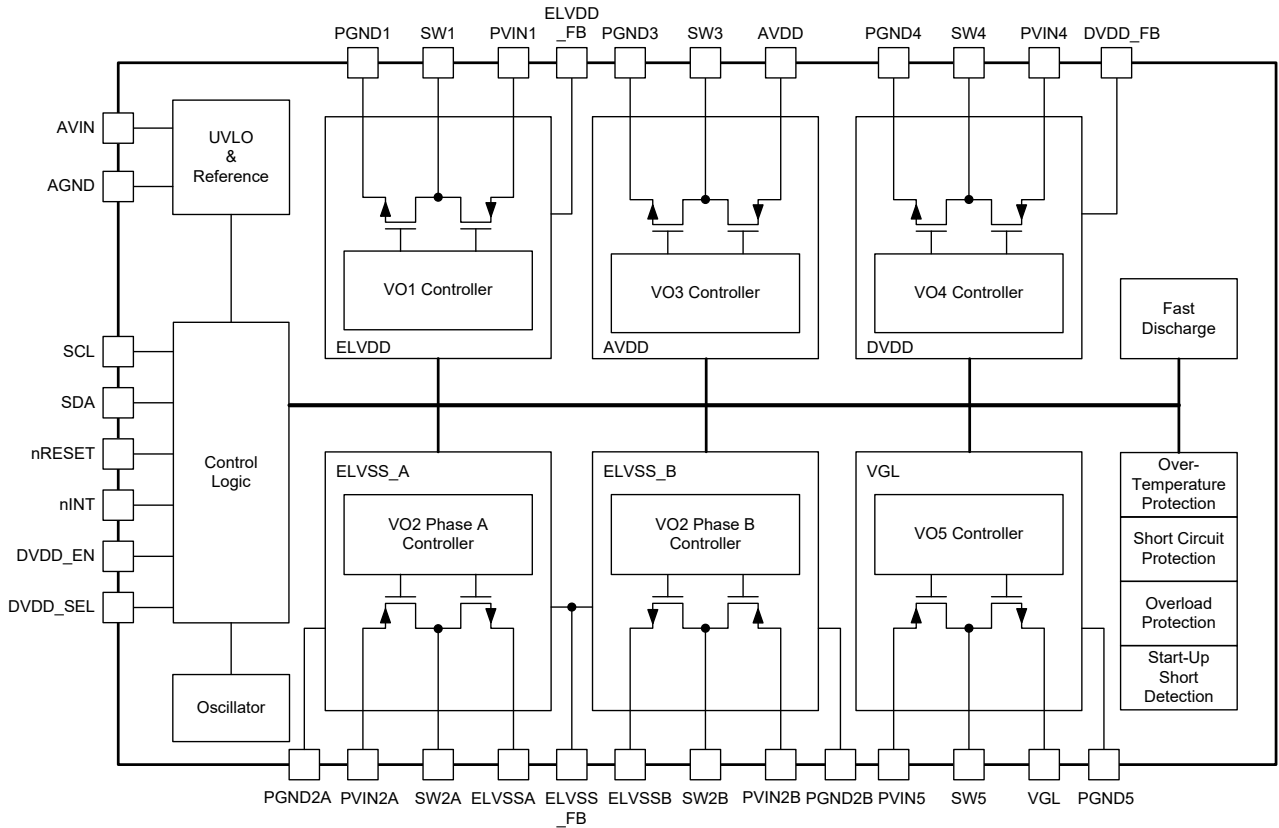 PGND1
SW1
PVIN1
ELVDD
_FB
PGND3
SW3
AVDD
PGND4
SW4
PVIN4
DVDD_FB
AVIN
AGND
UVLO
&
Reference
VO1 Controller
ELVDD
VO3 Controller
AVDD
VO4 Controller
DVDD
Fast
Discharge
SCL
SDA
nRESET
nINT
DVDD_EN
DVDD_SEL
Control
Logic
Oscillator
ELVSS_A
VO2 Phase A
Controller
ELVSS_B
VO2 Phase B
Controller
VGL
VO5 Controller
Over-
Temperature
Protection
Short Circuit
Protection
Overload
Protection
Start-Up
Short
Detection
PGND2A
PVIN2A
SW2A
ELVSSA
ELVSS
_FB
ELVSSB
SW2B
PVIN2B
PGND2B
PVIN5
SW5
VGL
PGND5